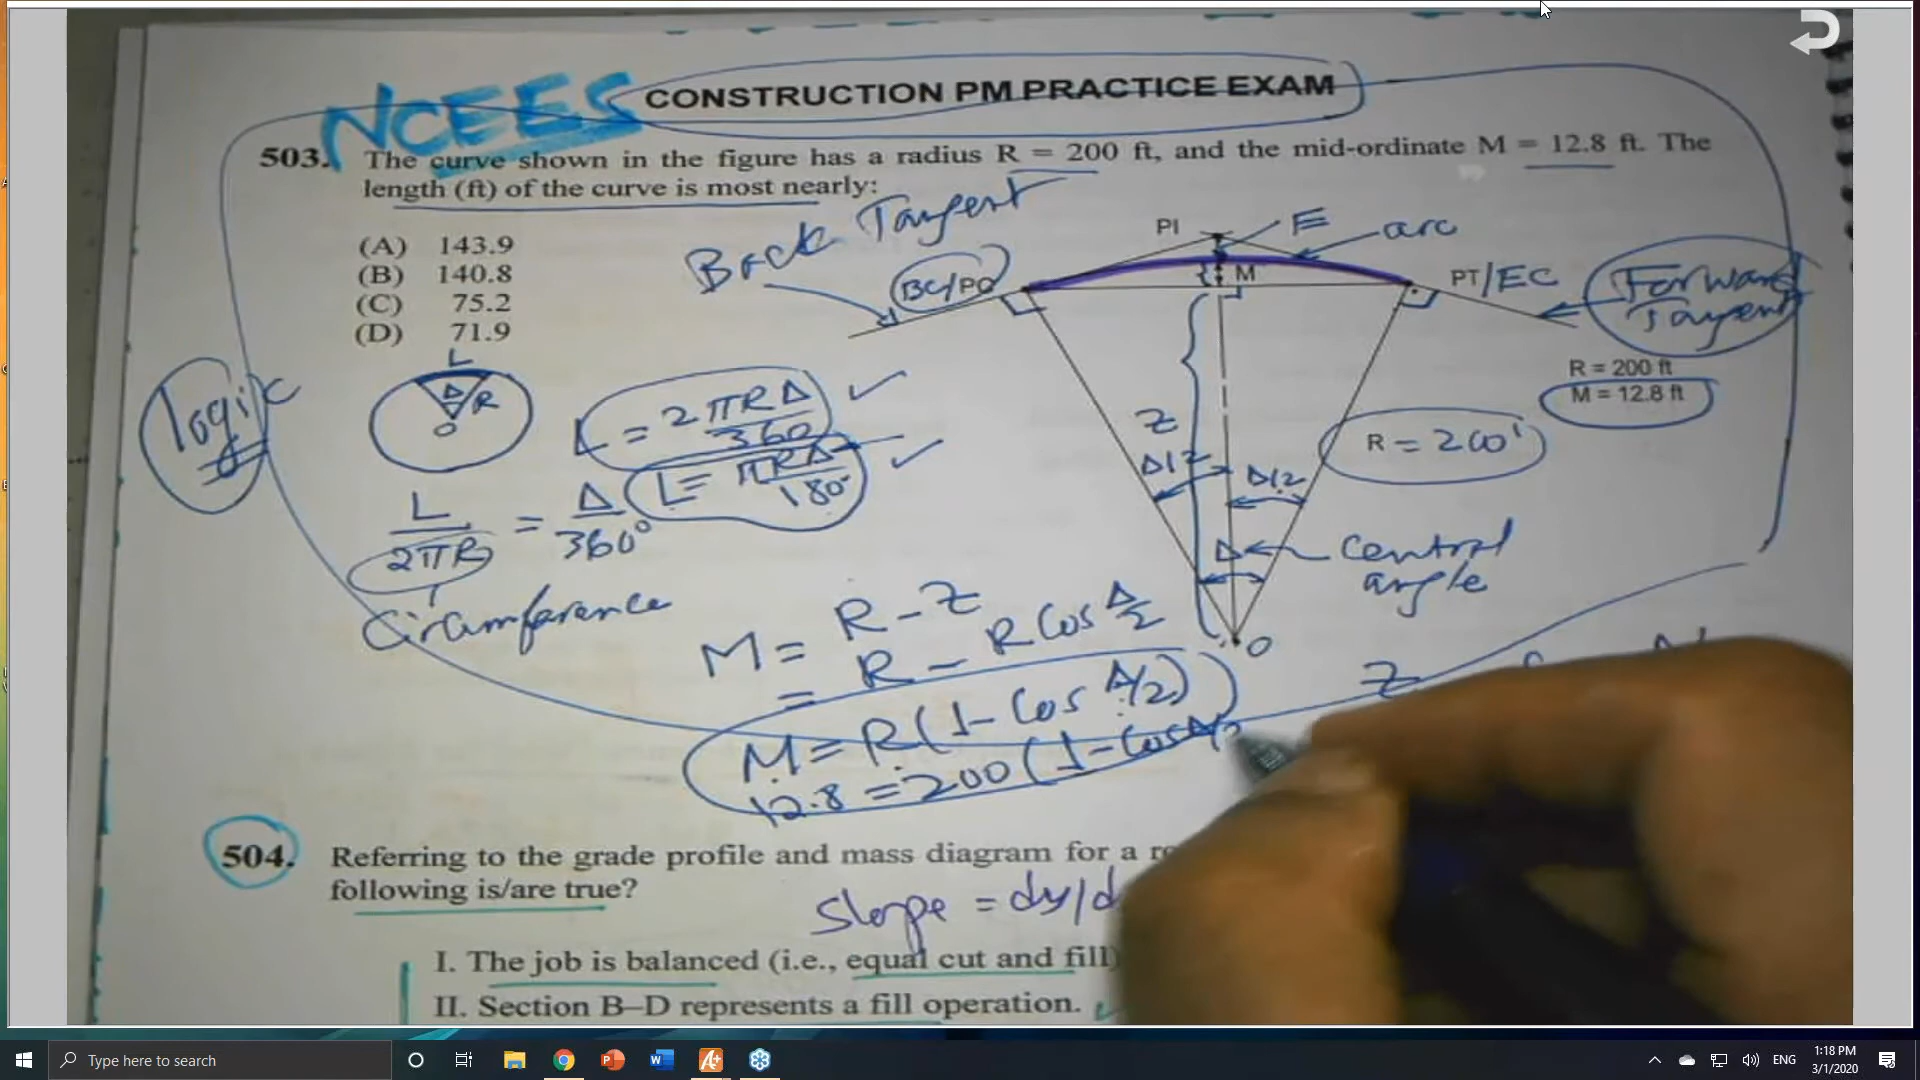 NCEES CONSTRUCTION PM PRACTICE EXAM
503. The curve shown in the figure has a radius R = 200 ft, and the mid-ordinate M = 12.8 ft. The
length (ft) of the curve is most nearly:
(A) 143.9
(B) 140.8
(C) 75.2
(D) 71.9
Back Tangent
PI
E
arc
BC/PC
M
PT/EC
Forward
Tangent
R = 200 ft
M = 12.8 ft
R = 200'
logic
L
Δ
R
O
L = 2πRΔ
360
L = πRΔ
180°
L
2πR
= Δ
360°
Circumference
Z
Δ/2
Δ/2
Δ
central
angle
O
M = R - Z
= R - R Cos Δ/2
M = R(1 - Cos Δ/2)
12.8 = 200 (1 - Cos Δ/2
Z
504. Referring to the grade profile and mass diagram for a
following is/are true?
Slope = dy/d
I. The job is balanced (i.e., equal cut and fill)
II. Section B–D represents a fill operation.
Type here to search
ENG
1:18 PM
3/1/2020